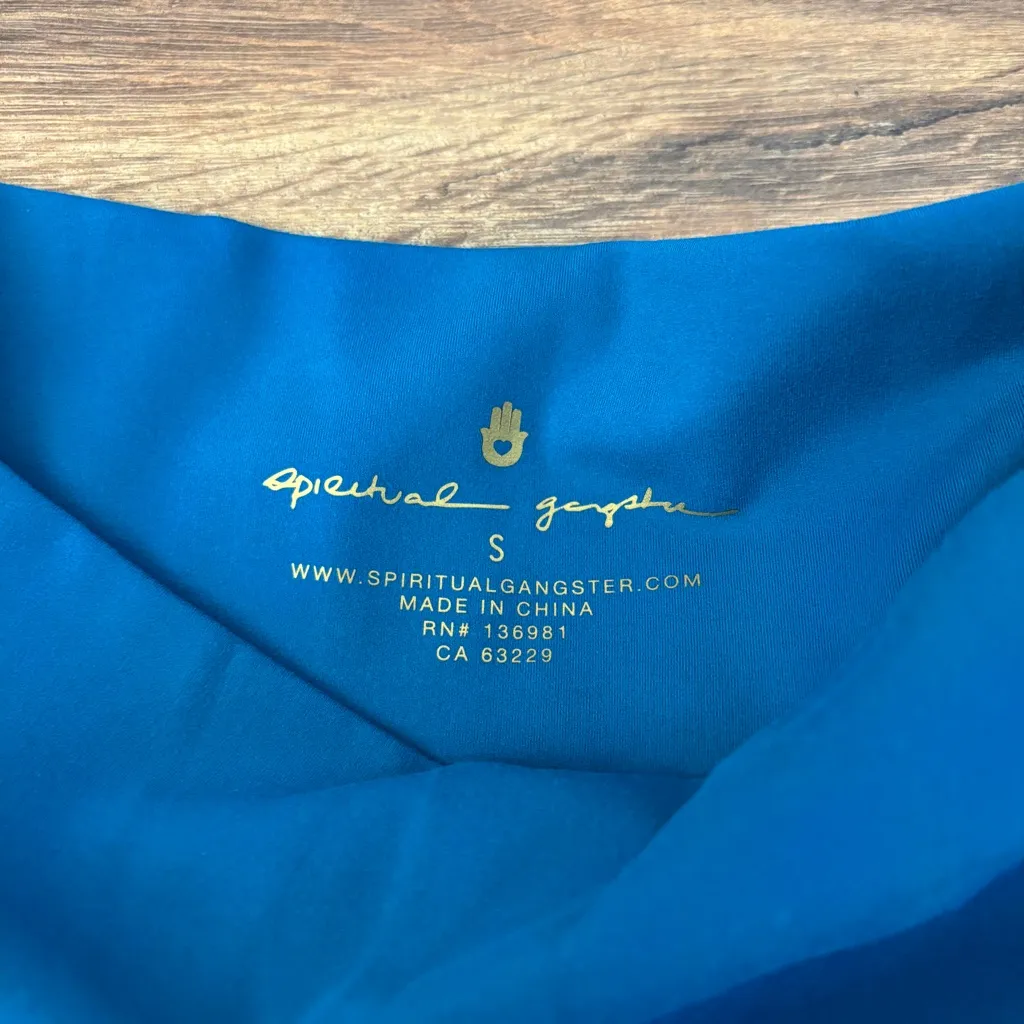 spiritual gangster
S
WWW.SPIRITUALGANGSTER.COM
MADE IN CHINA
RN# 136981
CA 63229